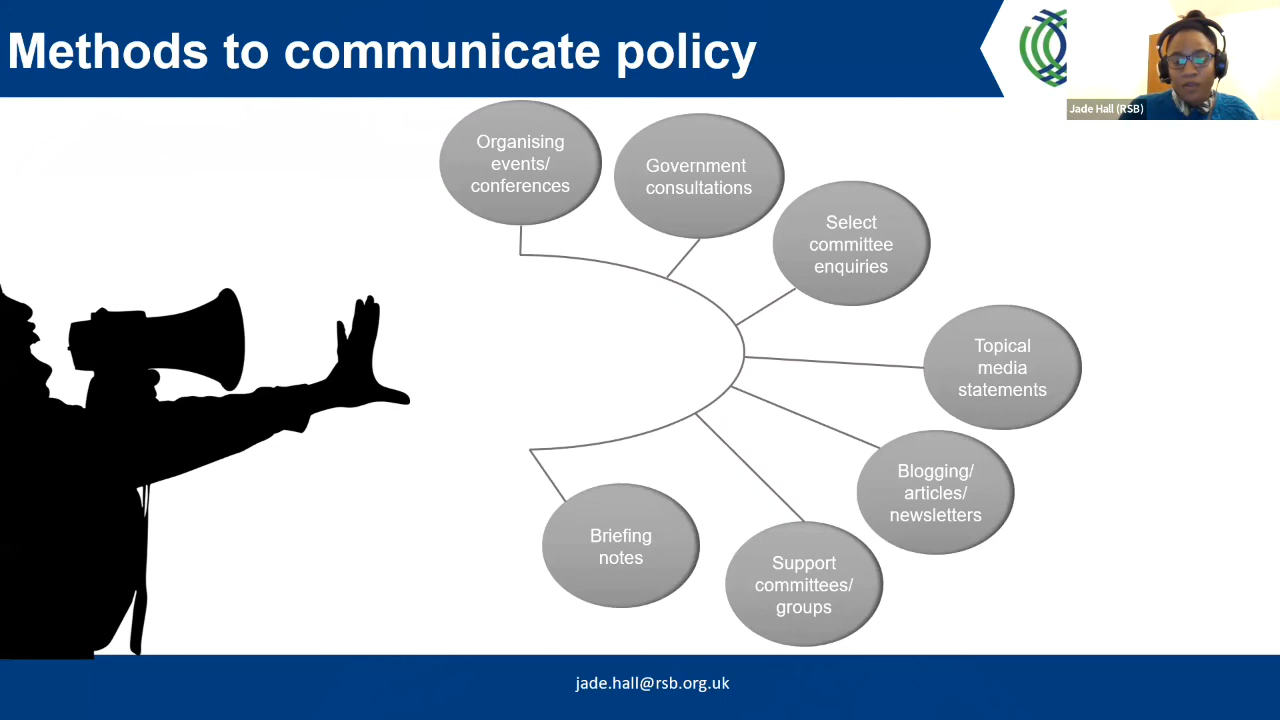 Methods to communicate policy
Jade Hall (RSB)
Organising
events/
conferences
Government
consultations
Select
committee
enquiries
Topical
media
statements
Blogging/
articles/
newsletters
Support
committees/
groups
Briefing
notes
jade.hall@rsb.org.uk